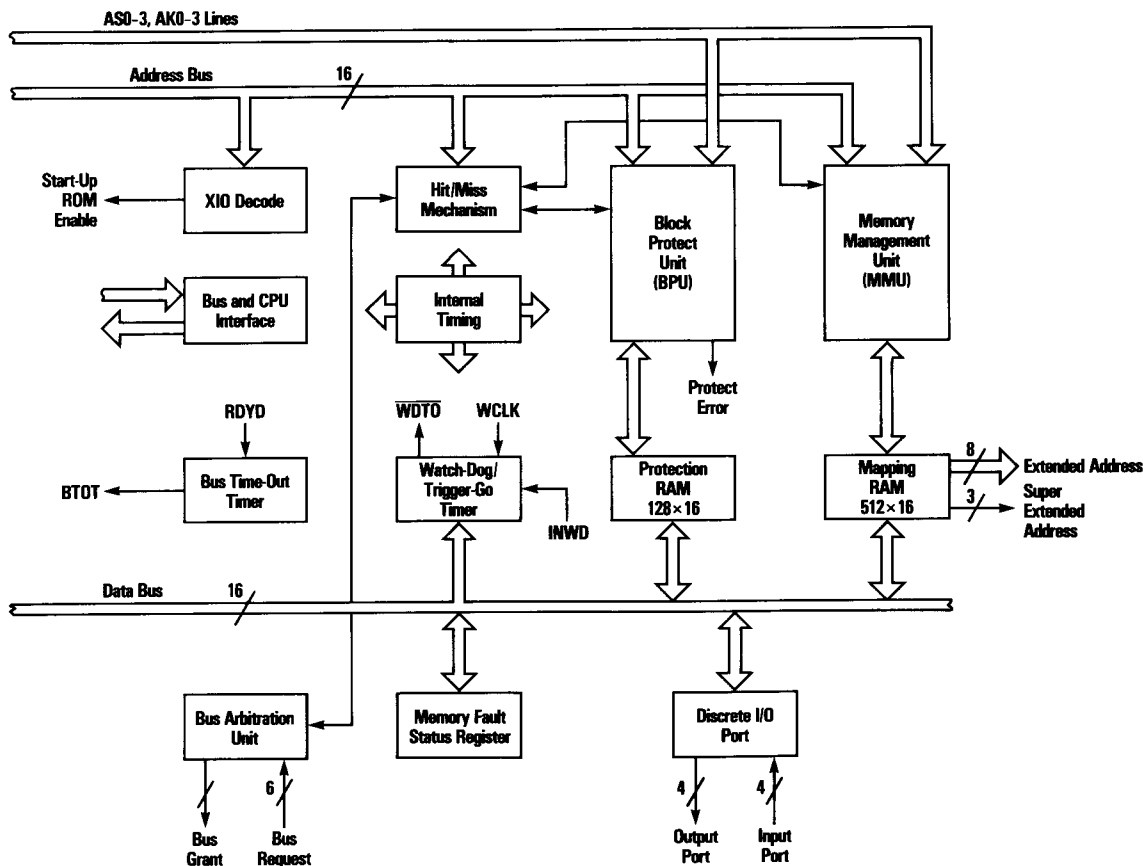 AS0-3, AK0-3 Lines
Address Bus
16
Start-Up
ROM
Enable
XIO Decode
Hit/Miss
Mechanism
Block
Protect
Unit
(BPU)
Memory
Management
Unit
(MMU)
Bus and CPU
Interface
Internal
Timing
Protect
Error
RDYD
WDTO
WCLK
BTOT
Bus Time-Out
Timer
Watch-Dog/
Trigger-Go
Timer
INWD
Protection
RAM
128×16
Mapping
RAM
512×16
8
Extended Address
3
Super
Extended
Address
Data Bus
16
Bus Arbitration
Unit
Memory Fault
Status Register
Discrete I/O
Port
6
4
4
Bus
Grant
Bus
Request
Output
Port
Input
Port